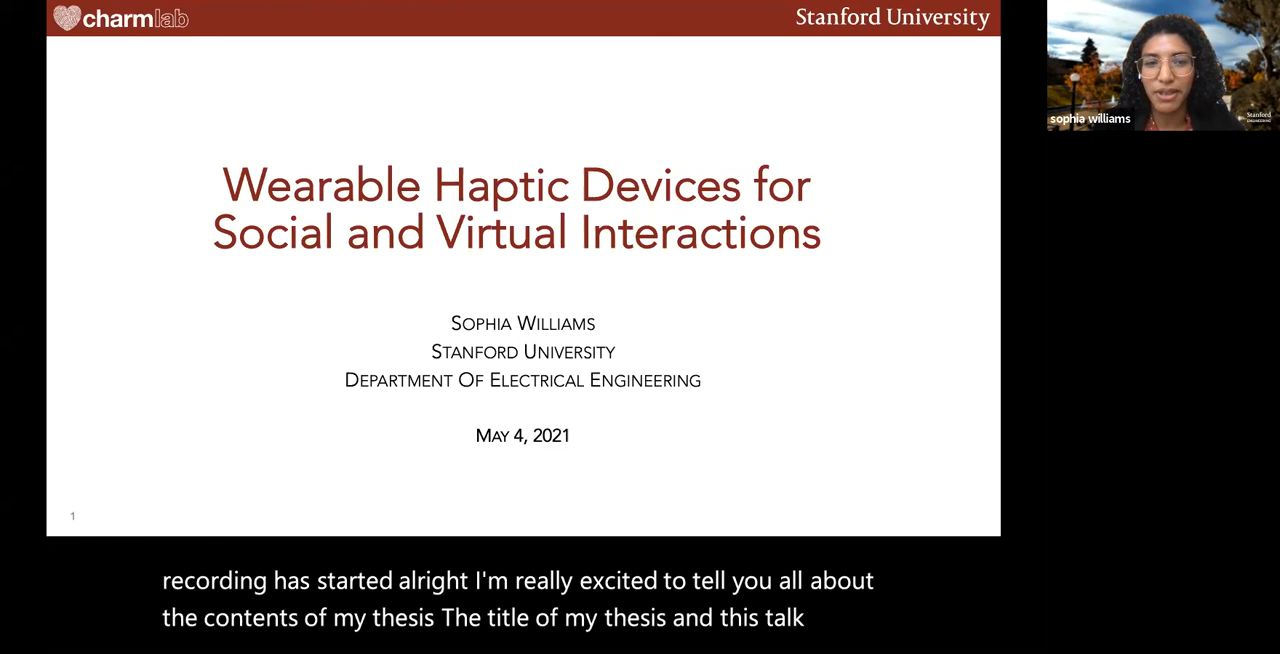 charmlab
Stanford University
Wearable Haptic Devices for
Social and Virtual Interactions
SOPHIA WILLIAMS
STANFORD UNIVERSITY
DEPARTMENT OF ELECTRICAL ENGINEERING
MAY 4, 2021
1
sophia williams
Stanford
ENGINEERING
recording has started alright I'm really excited to tell you all about
the contents of my thesis The title of my thesis and this talk